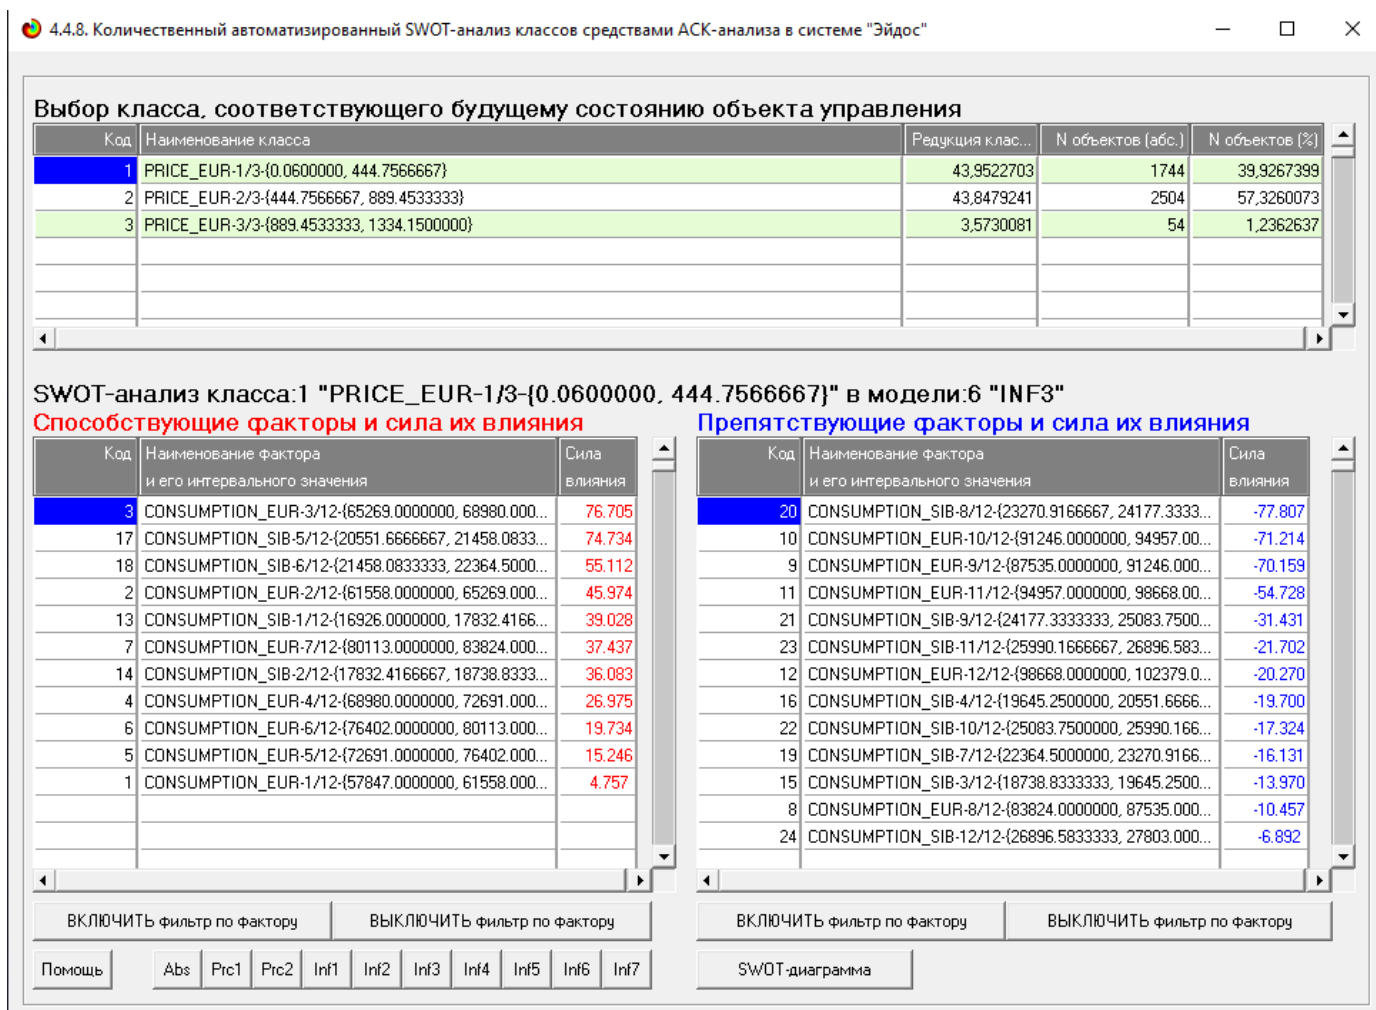 4.4.8. Количественный автоматизированный SWOT-анализ классов средствами АСК-анализа в системе "Эйдос"
Выбор класса, соответствующего будущему состоянию объекта управления
Код Наименование класса Редукция клас... N объектов (абс.) N объектов (%)
1 PRICE_EUR-1/3-{0.0600000, 444.7566667} 43,9522703 1744 39,9267399
2 PRICE_EUR-2/3-{444.7566667, 889.4533333} 43,8479241 2504 57,3260073
3 PRICE_EUR-3/3-{889.4533333, 1334.1500000} 3,5730081 54 1,2362637
SWOT-анализ класса:1 "PRICE_EUR-1/3-{0.0600000, 444.7566667}" в модели:6 "INF3"
Способствующие факторы и сила их влияния
Код Наименование фактора и его интервального значения Сила влияния
3 CONSUMPTION_EUR-3/12-{65269.0000000, 68980.000... 76.705
17 CONSUMPTION_SIB-5/12-{20551.6666667, 21458.0833... 74.734
18 CONSUMPTION_SIB-6/12-{21458.0833333, 22364.5000... 55.112
2 CONSUMPTION_EUR-2/12-{61558.0000000, 65269.000... 45.974
13 CONSUMPTION_SIB-1/12-{16926.0000000, 17832.4166... 39.028
7 CONSUMPTION_EUR-7/12-{80113.0000000, 83824.000... 37.437
14 CONSUMPTION_SIB-2/12-{17832.4166667, 18738.8333... 36.083
4 CONSUMPTION_EUR-4/12-{68980.0000000, 72691.000... 26.975
6 CONSUMPTION_EUR-6/12-{76402.0000000, 80113.000... 19.734
5 CONSUMPTION_EUR-5/12-{72691.0000000, 76402.000... 15.246
1 CONSUMPTION_EUR-1/12-{57847.0000000, 61558.000... 4.757
Препятствующие факторы и сила их влияния
Код Наименование фактора и его интервального значения Сила влияния
20 CONSUMPTION_SIB-8/12-{23270.9166667, 24177.3333... -77.807
10 CONSUMPTION_EUR-10/12-{91246.0000000, 94957.00... -71.214
9 CONSUMPTION_EUR-9/12-{87535.0000000, 91246.000... -70.159
11 CONSUMPTION_EUR-11/12-{94957.0000000, 98668.00... -54.728
21 CONSUMPTION_SIB-9/12-{24177.3333333, 25083.7500... -31.431
23 CONSUMPTION_SIB-11/12-{25990.1666667, 26896.583... -21.702
12 CONSUMPTION_EUR-12/12-{98668.0000000, 102379.0... -20.270
16 CONSUMPTION_SIB-4/12-{19645.2500000, 20551.6666... -19.700
22 CONSUMPTION_SIB-10/12-{25083.7500000, 25990.166... -17.324
19 CONSUMPTION_SIB-7/12-{22364.5000000, 23270.9166... -16.131
15 CONSUMPTION_SIB-3/12-{18738.8333333, 19645.2500... -13.970
8 CONSUMPTION_EUR-8/12-{83824.0000000, 87535.000... -10.457
24 CONSUMPTION_SIB-12/12-{26896.5833333, 27803.000... -6.892
ВКЛЮЧИТЬ фильтр по фактору ВЫКЛЮЧИТЬ фильтр по фактору ВКЛЮЧИТЬ фильтр по фактору ВЫКЛЮЧИТЬ фильтр по фактору
Помощь Abs Prc1 Prc2 Inf1 Inf2 Inf3 Inf4 Inf5 Inf6 Inf7 SWOT-диаграмма